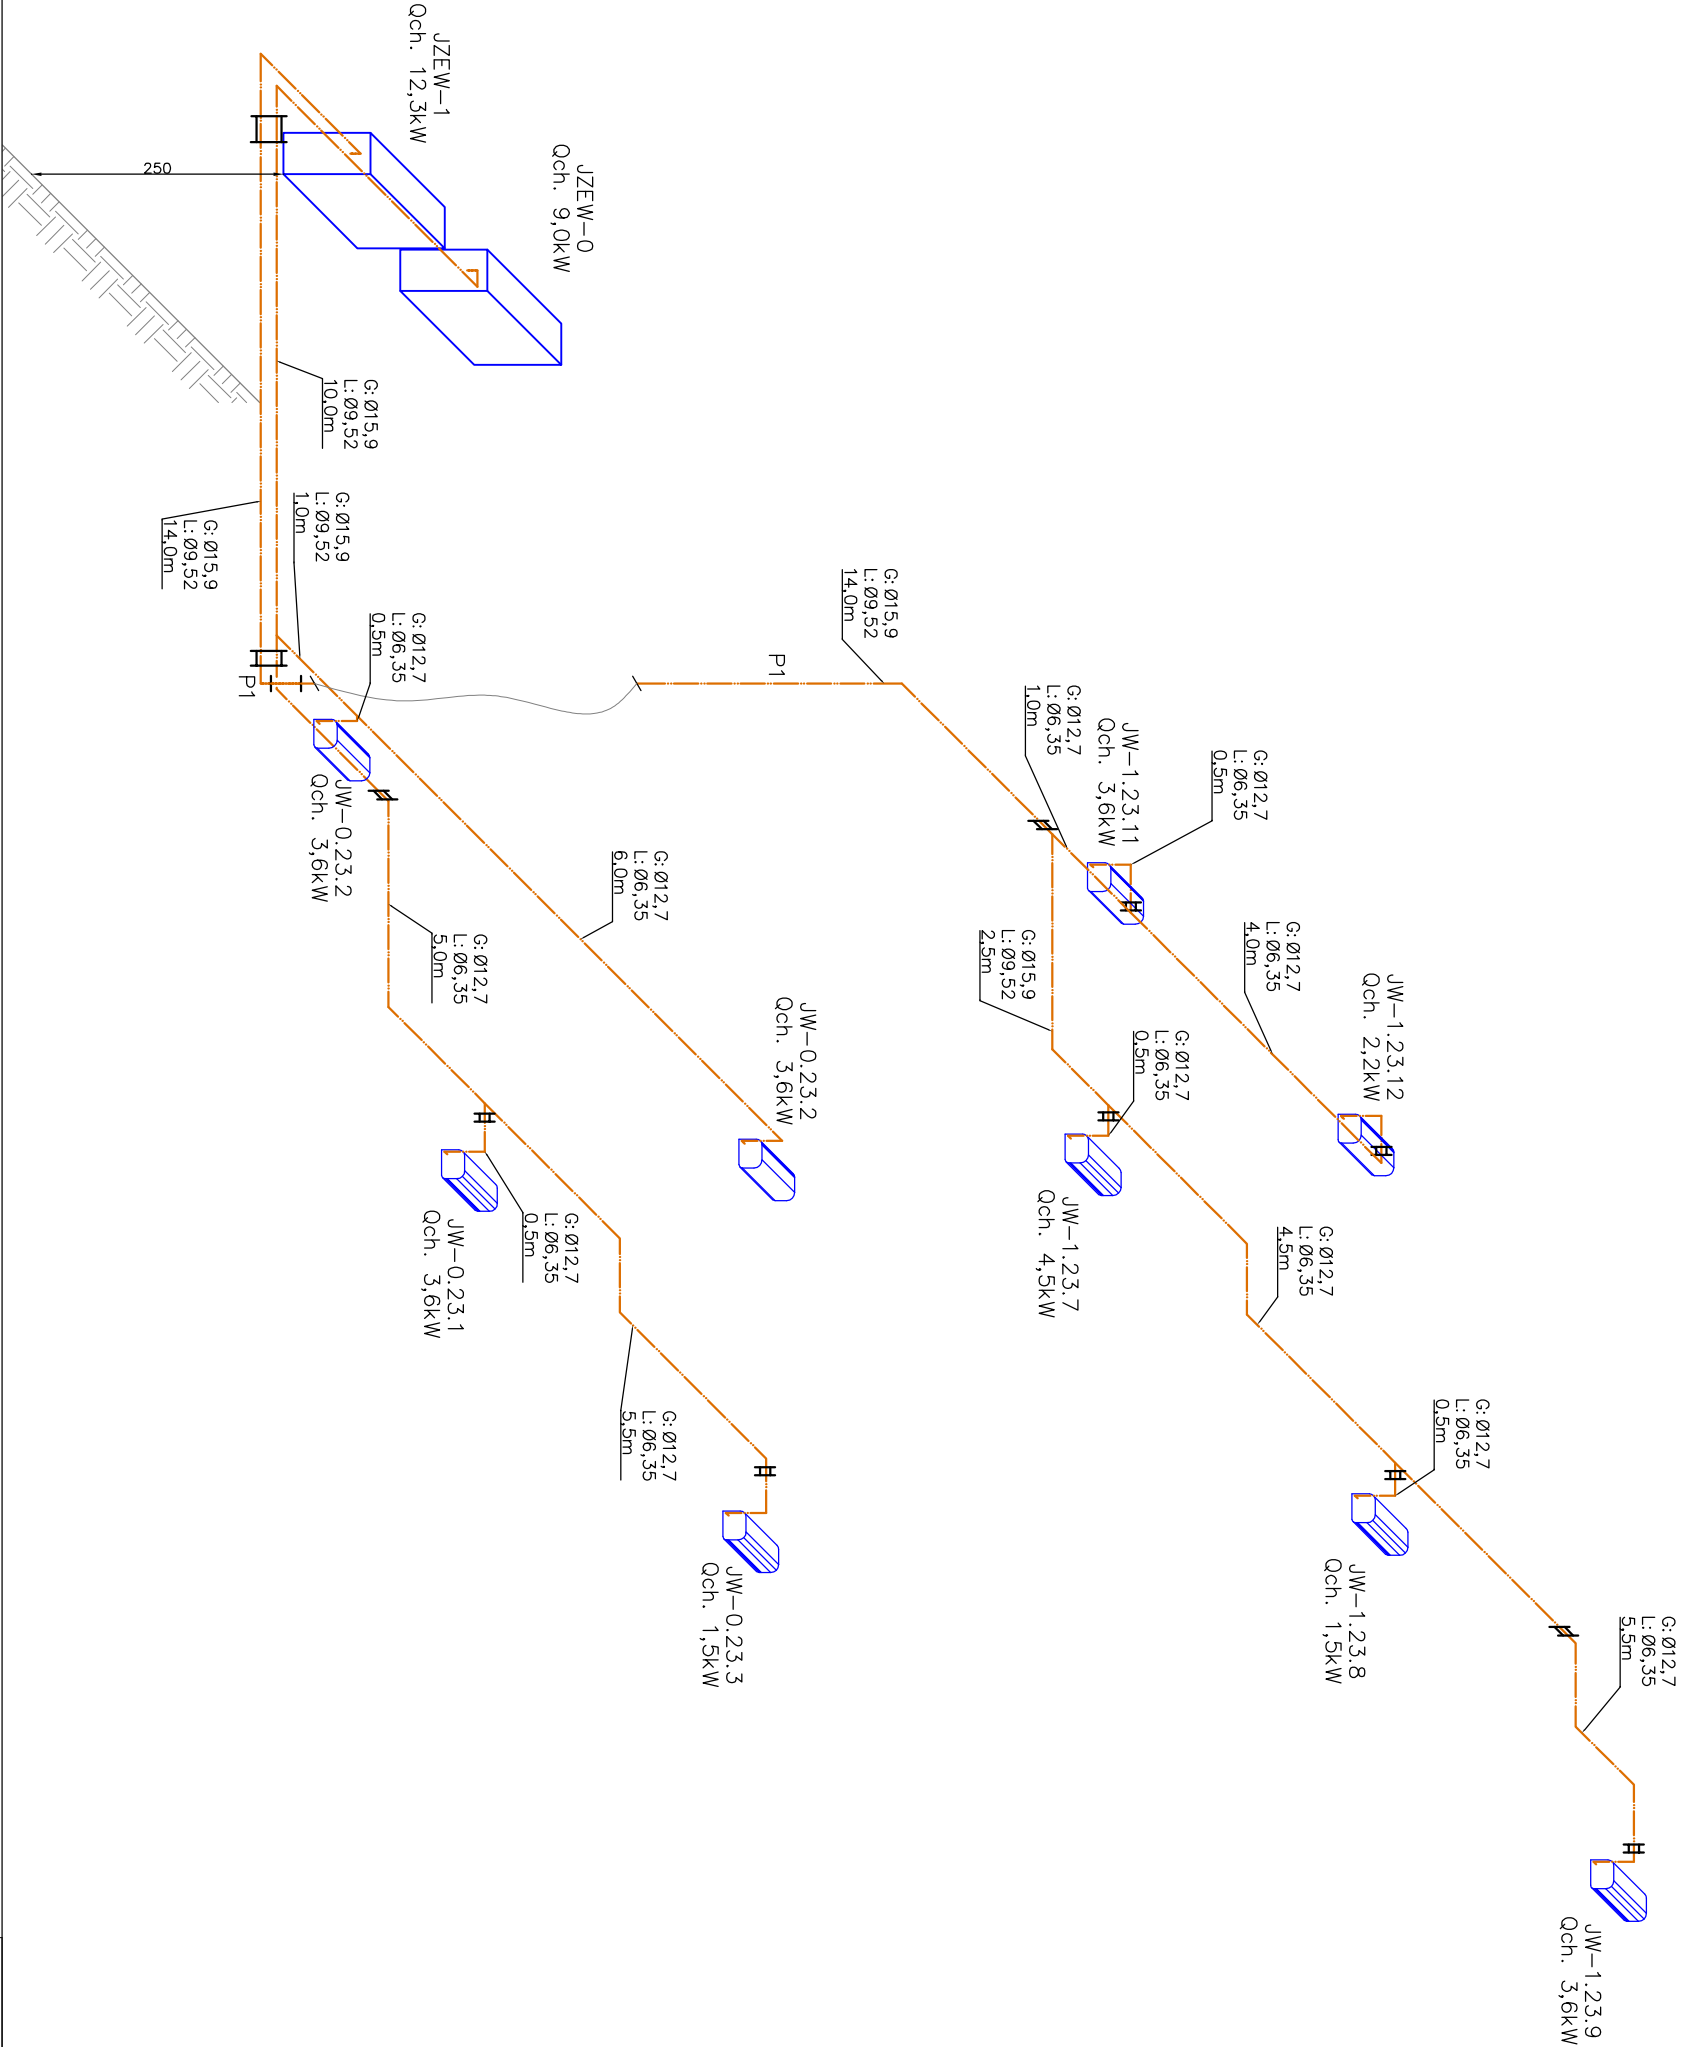 JZEW-1
Qch. 12,3kW
JZEW-0
Qch. 9,0kW
250
G:Ø15,9
L:Ø9,52
10,0m
G:Ø15,9
L:Ø9,52
14,0m
G:Ø15,9
L:Ø9,52
1,0m
G:Ø12,7
L:Ø6,35
0,5m
P1
JW-0.23.2
Qch. 3,6kW
G:Ø12,7
L:Ø6,35
5,0m
G:Ø12,7
L:Ø6,35
6,0m
JW-0.23.2
Qch. 3,6kW
JW-0.23.1
Qch. 3,6kW
G:Ø12,7
L:Ø6,35
0,5m
G:Ø12,7
L:Ø6,35
5,5m
JW-0.23.3
Qch. 1,5kW
P1
G:Ø15,9
L:Ø9,52
14,0m
G:Ø12,7
L:Ø6,35
1,0m
JW-1.23.11
Qch. 3,6kW
G:Ø12,7
L:Ø6,35
0,5m
G:Ø12,7
L:Ø6,35
4,0m
JW-1.23.12
Qch. 2,2kW
G:Ø15,9
L:Ø9,52
2,5m
G:Ø12,7
L:Ø6,35
0,5m
JW-1.23.7
Qch. 4,5kW
G:Ø12,7
L:Ø6,35
4,5m
G:Ø12,7
L:Ø6,35
0,5m
JW-1.23.8
Qch. 1,5kW
G:Ø12,7
L:Ø6,35
5,5m
JW-1.23.9
Qch. 3,6kW